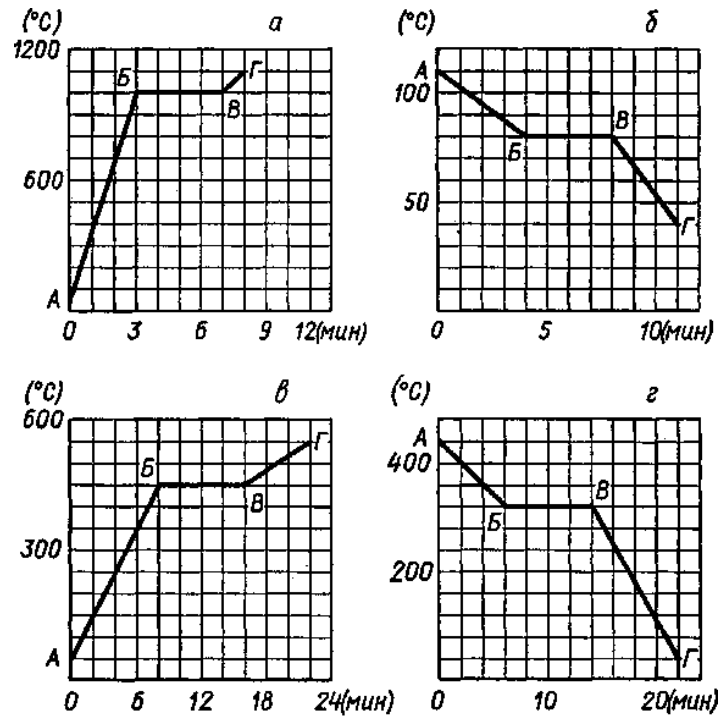 (°C) а
1200
600
А
Б
В
Г
0 3 6 9 12(мин)
(°C) б
100
50
А
Б
В
Г
0 5 10(мин)
(°C) в
600
300
А
Б
В
Г
0 6 12 18 24(мин)
(°C) г
400
200
А
Б
В
Г
0 10 20(мин)